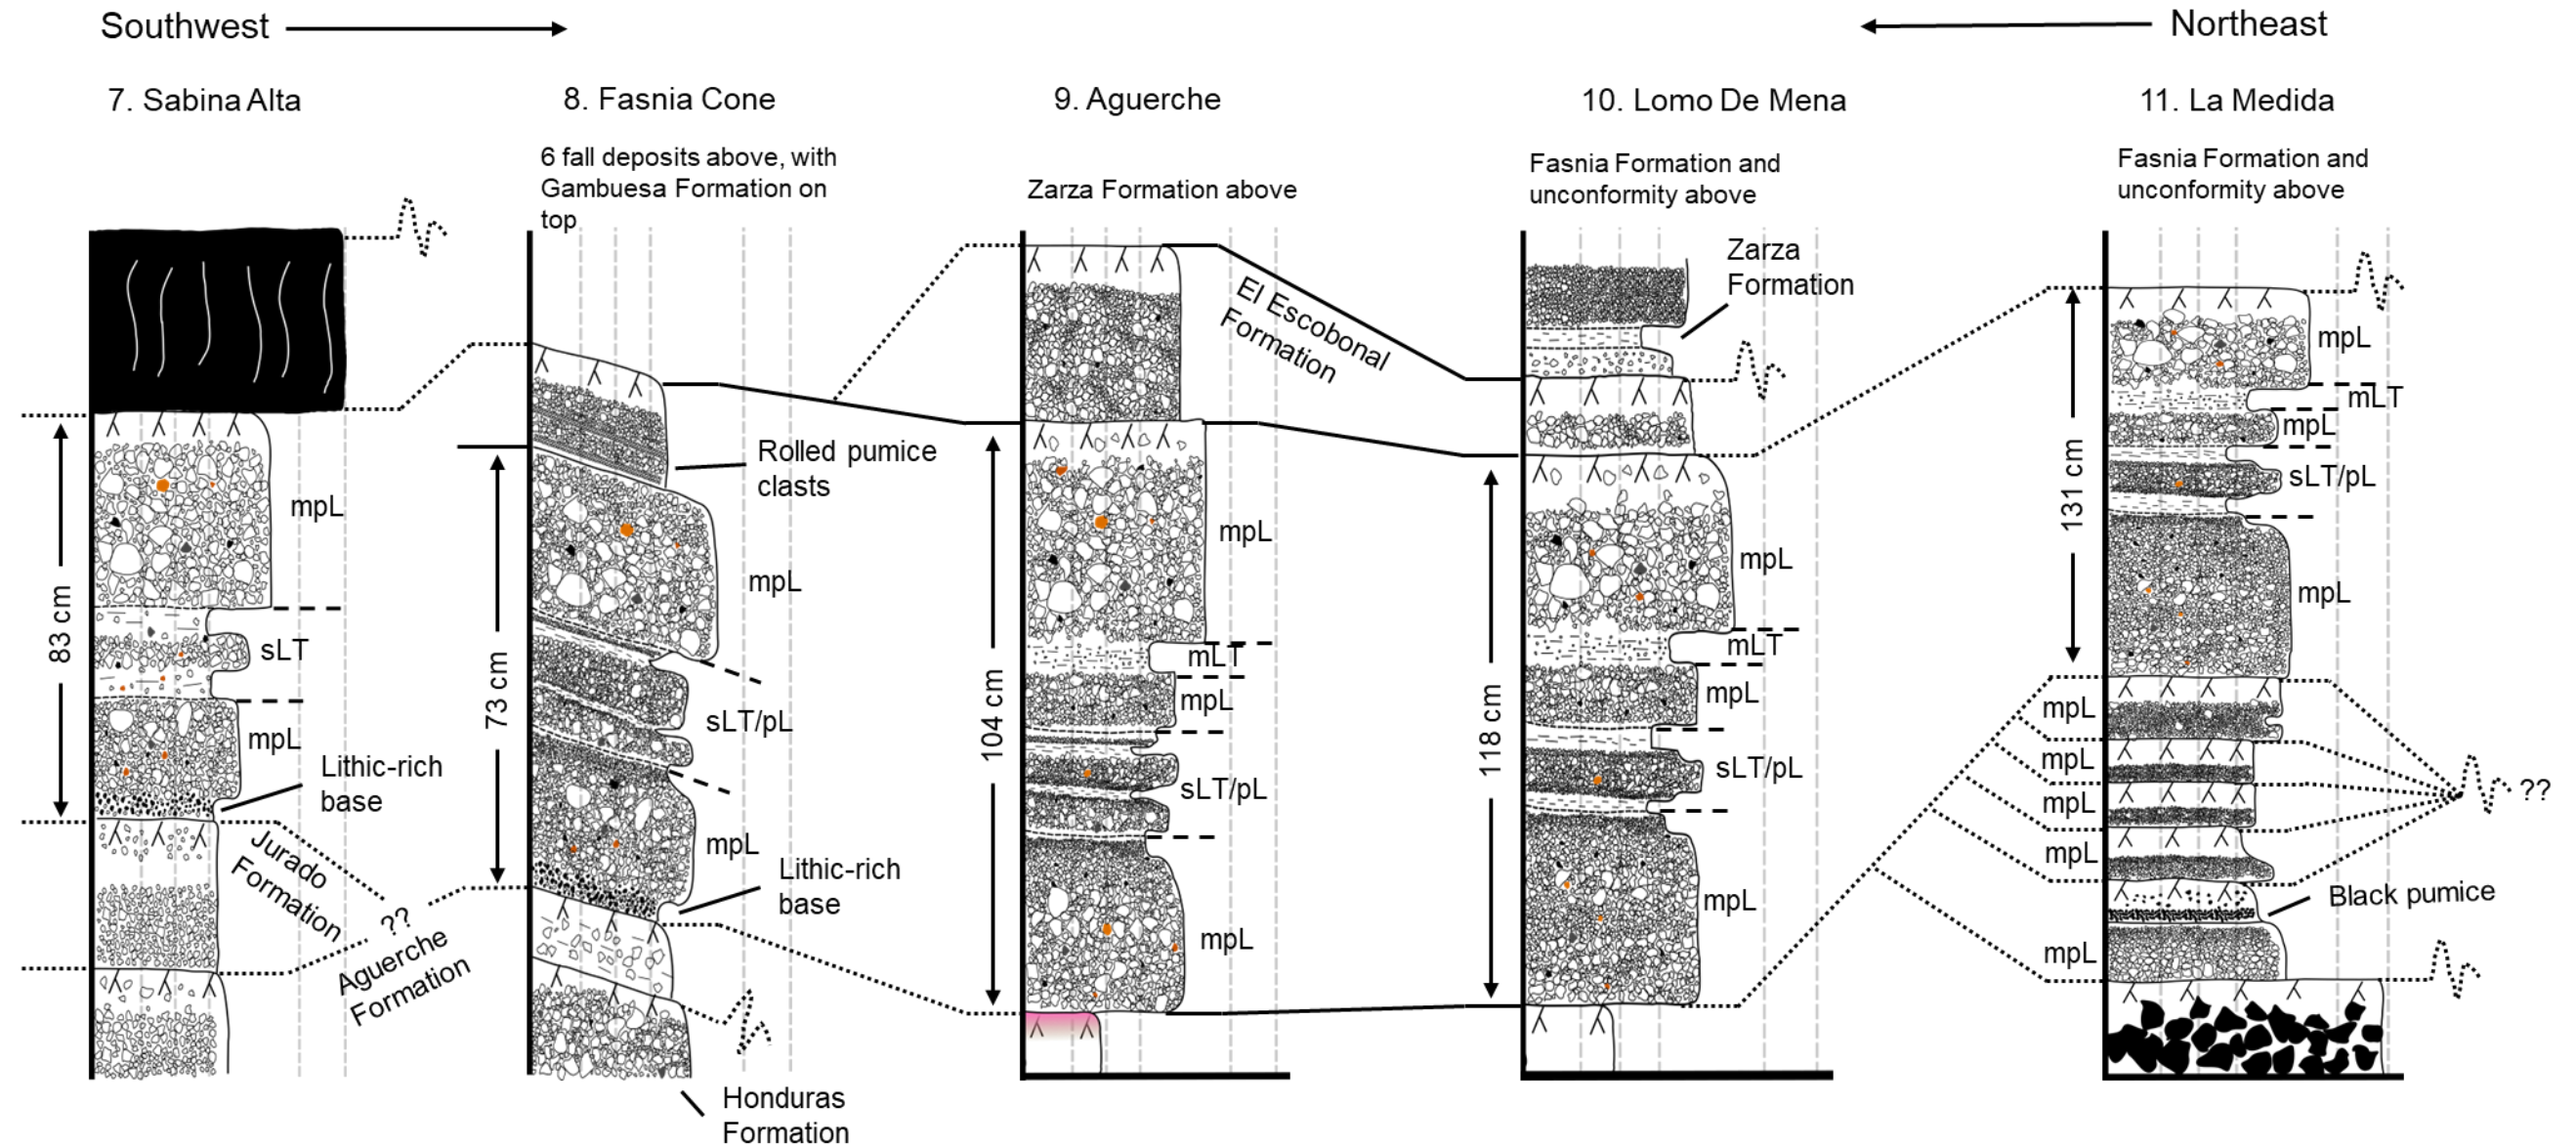 Southwest
Northeast
7. Sabina Alta
8. Fasnia Cone
9. Aguerche
10. Lomo De Mena
11. La Medida
6 fall deposits above, with
Gambuesa Formation on
top
Zarza Formation above
Fasnia Formation and
unconformity above
Fasnia Formation and
unconformity above
83 cm
mpL
sLT
mpL
Lithic-rich
base
Jurado
Formation
??
Aguerche
Formation
73 cm
Rolled pumice
clasts
mpL
sLT/pL
mpL
Lithic-rich
base
Honduras
Formation
104 cm
El Escobonal
Formation
mpL
mLT
mpL
sLT/pL
mpL
118 cm
Zarza
Formation
mpL
mLT
mpL
sLT/pL
mpL
131 cm
mpL
mLT
mpL
sLT/pL
mpL
mpL
mpL
mpL
mpL
mpL
??
Black pumice